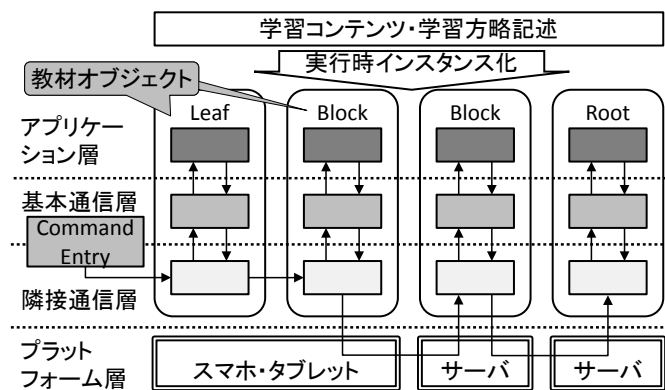 学習コンテンツ・学習方略記述
実行時インスタンス化
教材オブジェクト
Leaf
Block
Block
Root
アプリケー
ション層
基本通信層
Command
Entry
隣接通信層
プラット
フォーム層
スマホ・タブレット
サーバ
サーバ